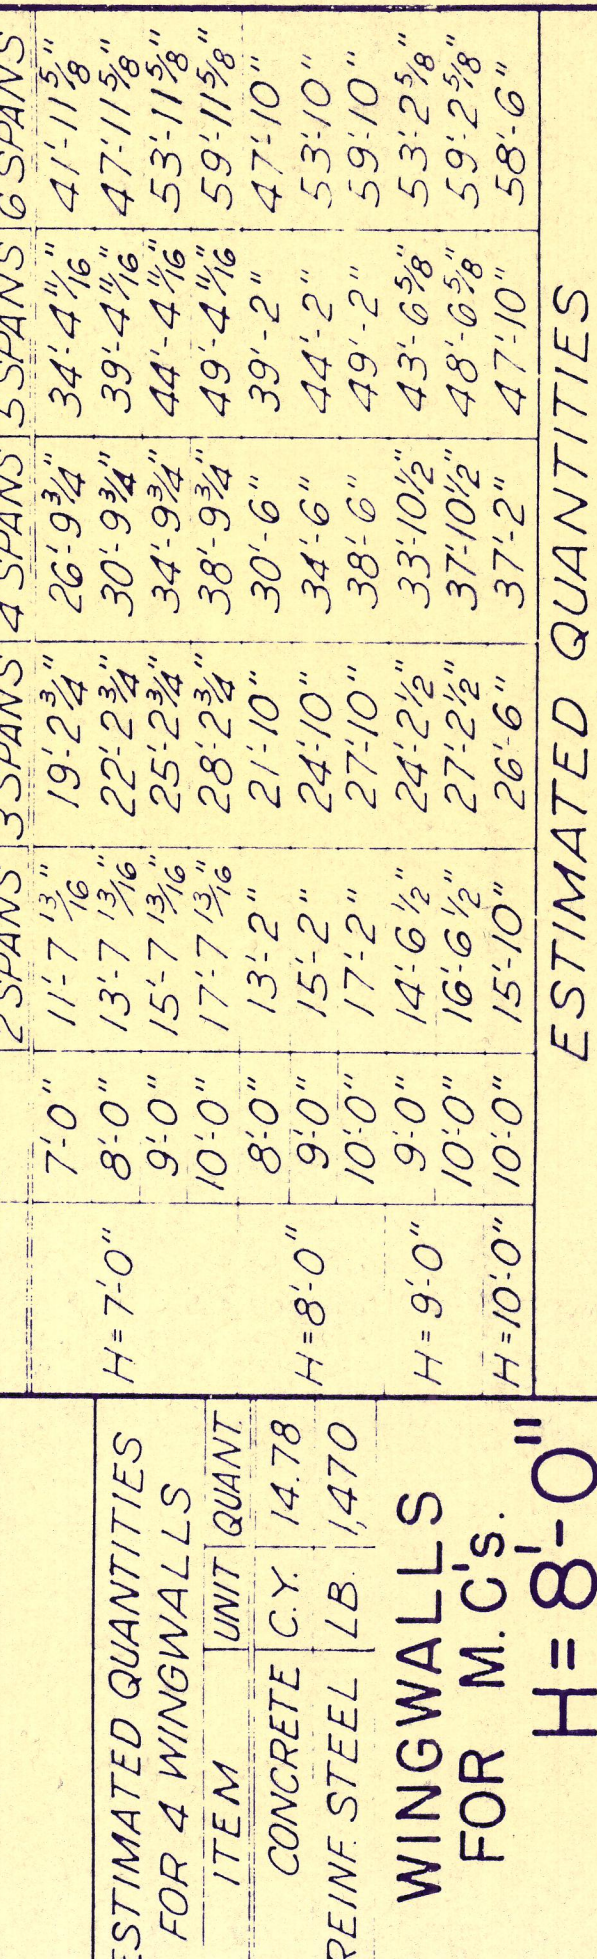 2 SPANS 3 SPANS 4 SPANS 5 SPANS 6 SPANS
7'-0" 11'-7 13/16" 19'-2 3/4" 26'-9 3/4" 34'-4 11/16" 41'-11 5/8"
H=7'-0" 8'-0" 13'-7 13/16" 22'-2 3/4" 30'-9 3/4" 39'-4 11/16" 47'-11 5/8"
9'-0" 15'-7 13/16" 25'-2 3/4" 34'-9 3/4" 44'-4 11/16" 53'-11 5/8"
10'-0" 17'-7 13/16" 28'-2 3/4" 38'-9 3/4" 49'-4 11/16" 59'-11 5/8"
8'-0" 13'-2" 21'-10" 30'-6" 39'-2" 47'-10"
H=8'-0" 9'-0" 15'-2" 24'-10" 34'-6" 44'-2" 53'-10"
10'-0" 17'-2" 27'-10" 38'-6" 49'-2" 59'-10"
H=9'-0" 9'-0" 14'-6 1/2" 24'-2 1/2" 33'-10 1/2" 43'-6 5/8" 53'-2 5/8"
10'-0" 16'-6 1/2" 27'-2 1/2" 37'-10 1/2" 48'-6 5/8" 59'-2 5/8"
H=10'-0" 10'-0" 15'-10" 26'-6" 37'-2" 47'-10" 58'-6"
ESTIMATED QUANTITIES
ESTIMATED QUANTITIES
FOR 4 WINGWALLS
ITEM UNIT QUANT.
CONCRETE C.Y. 14.78
REINF. STEEL LB. 1,470
WINGWALLS
FOR M.C's.
H=8'-0"